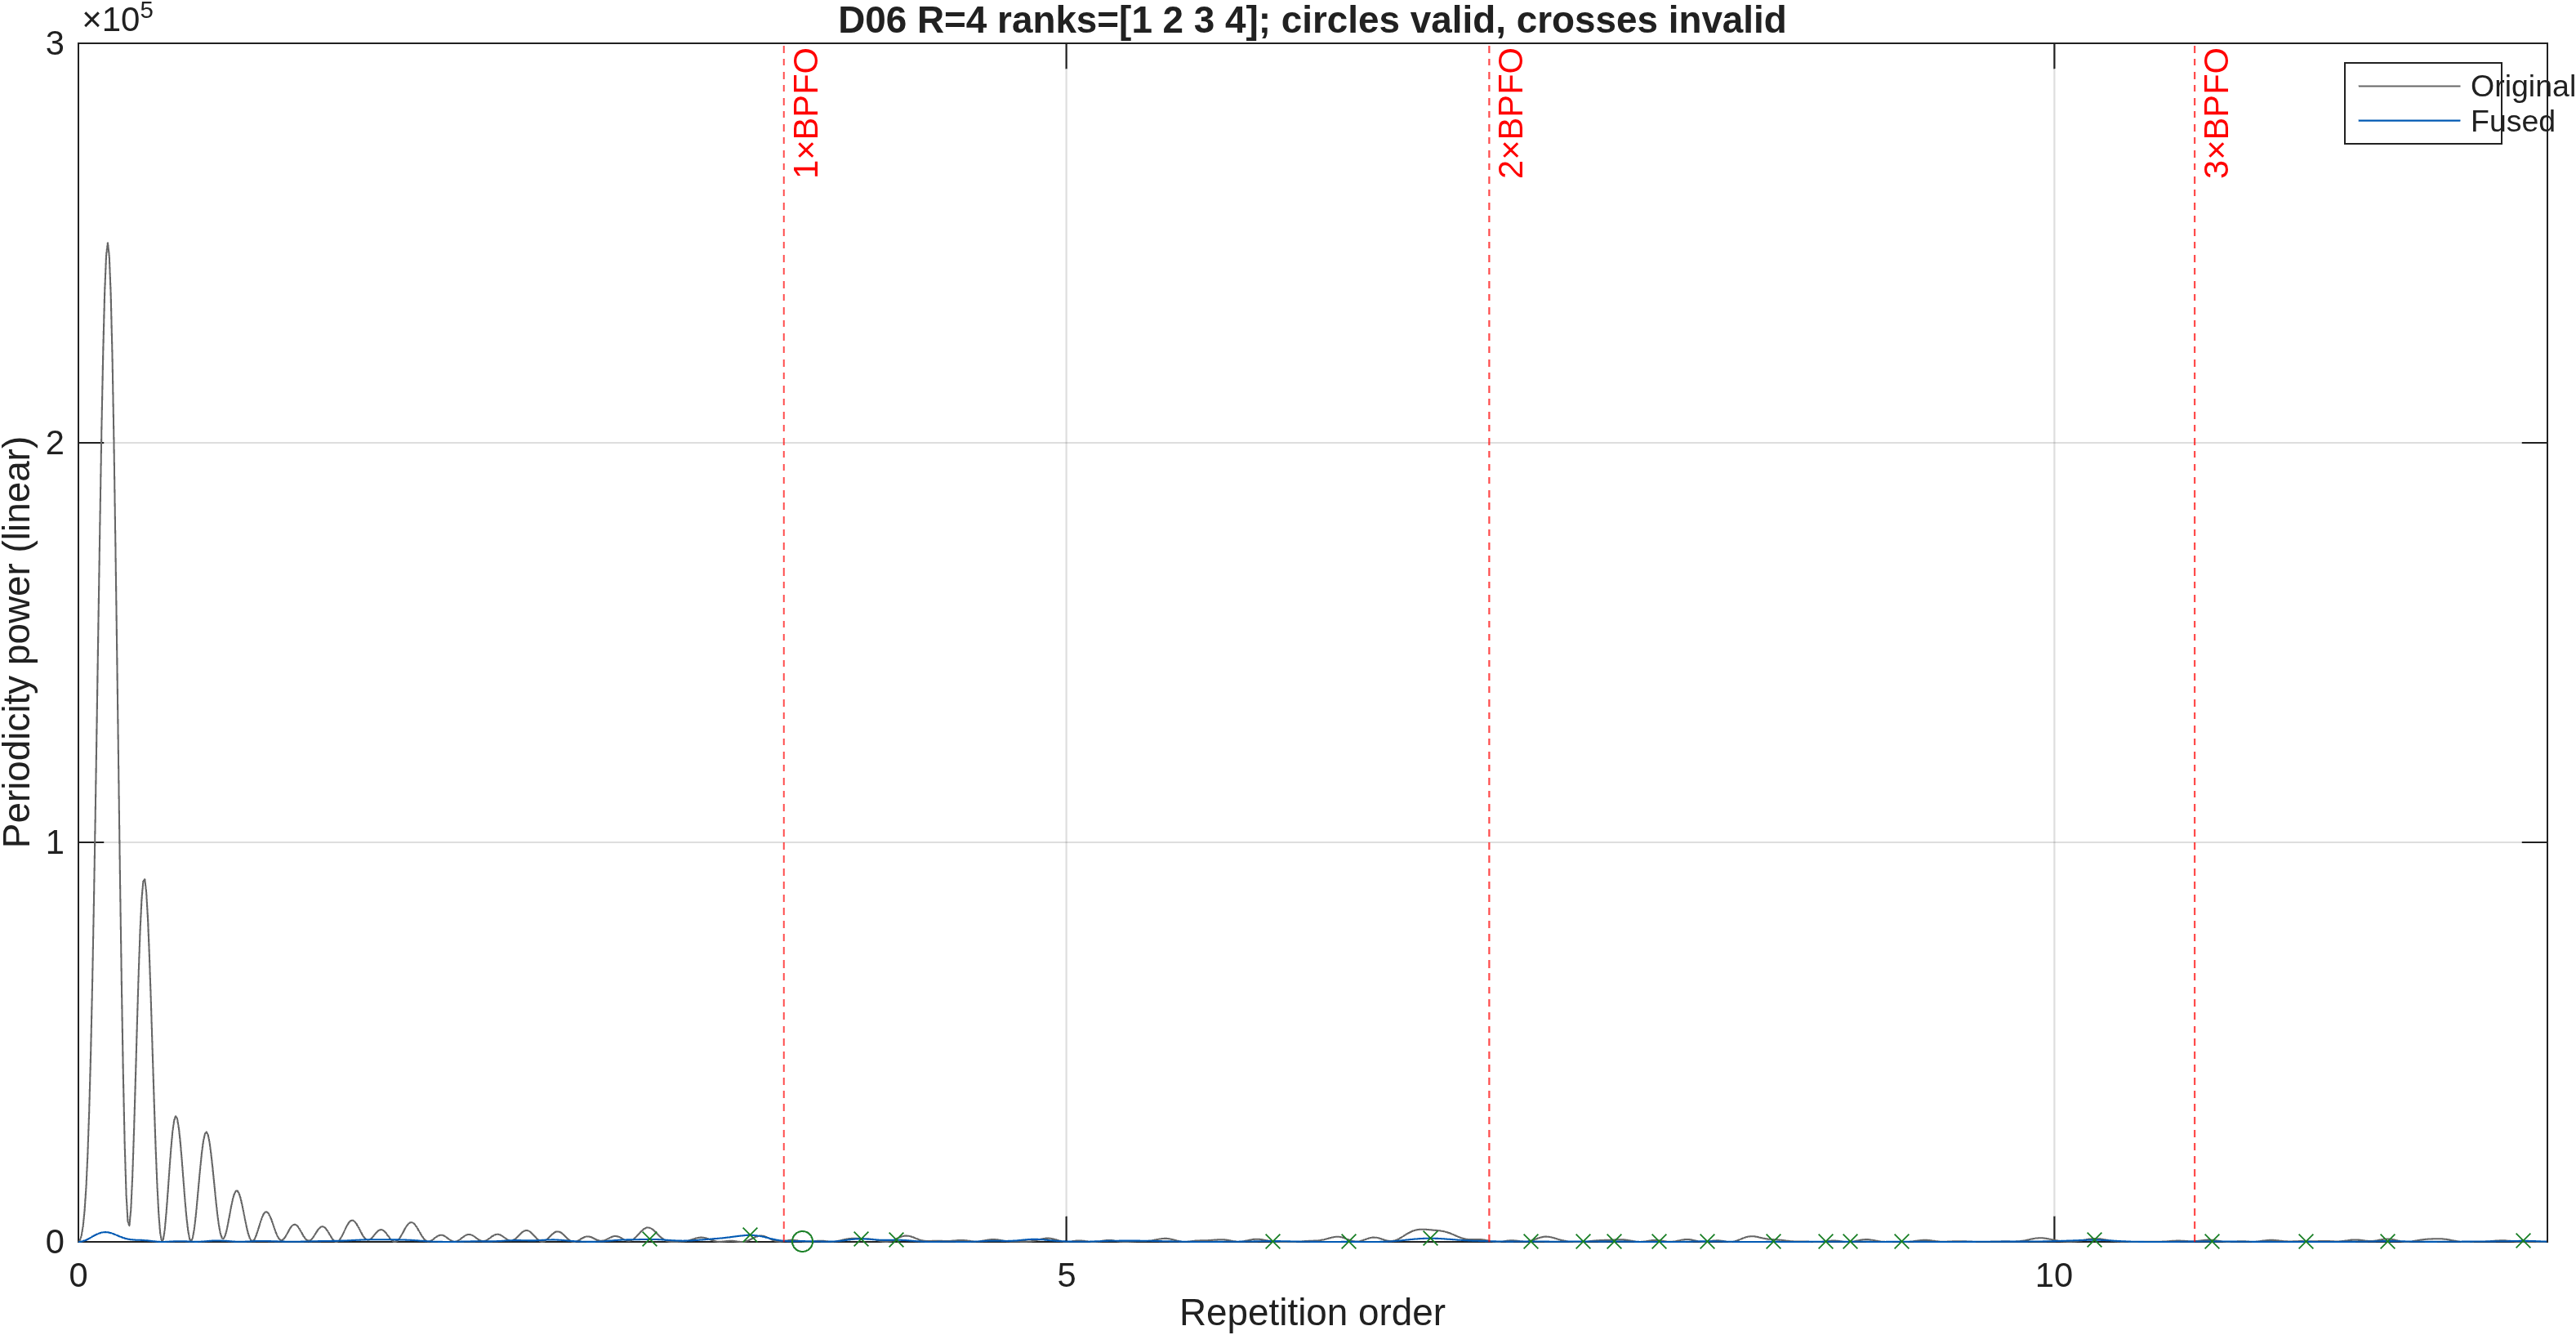 D06 R=4 ranks=[1 2 3 4]; circles valid, crosses invalid
×10⁵
3
2
1
0
Periodicity power (linear)
1×BPFO
2×BPFO
3×BPFO
Original
Fused
0
5
10
Repetition order